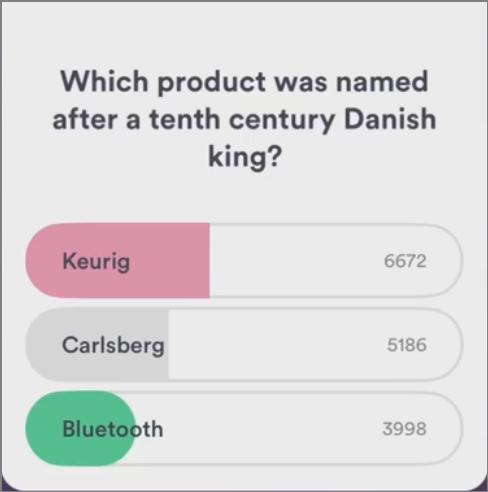 Which product was named
after a tenth century Danish
king?
Keurig 6672
Carlsberg 5186
Bluetooth 3998